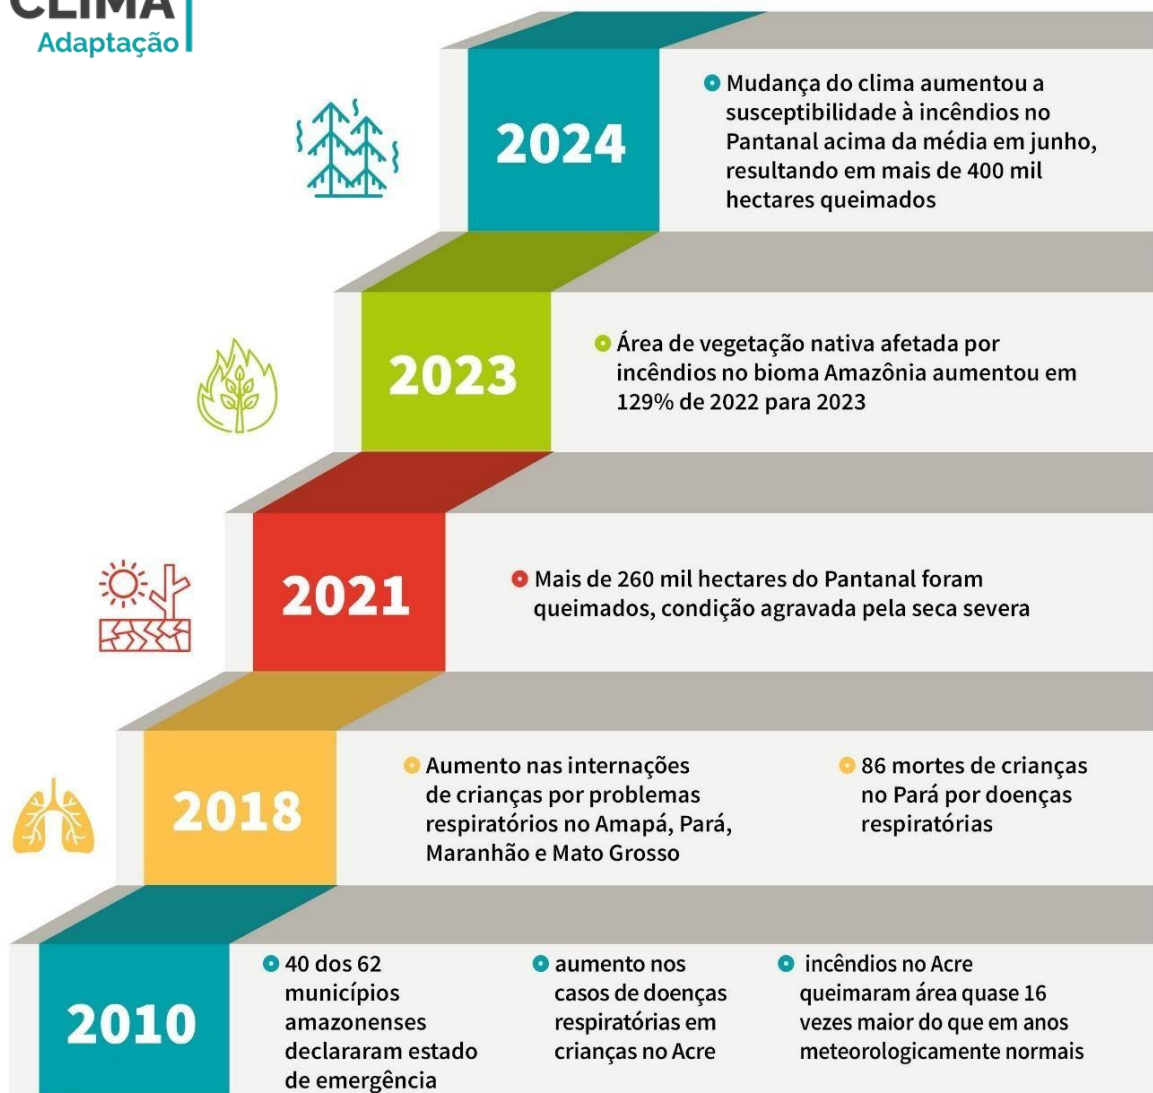 CLIMA
Adaptação
2024
Mudança do clima aumentou a
susceptibilidade à incêndios no
Pantanal acima da média em junho,
resultando em mais de 400 mil
hectares queimados
2023
Área de vegetação nativa afetada por
incêndios no bioma Amazônia aumentou em
129% de 2022 para 2023
2021
Mais de 260 mil hectares do Pantanal foram
queimados, condição agravada pela seca severa
2018
Aumento nas internações
de crianças por problemas
respiratórios no Amapá, Pará,
Maranhão e Mato Grosso
86 mortes de crianças
no Pará por doenças
respiratórias
2010
40 dos 62
municípios
amazonenses
declararam estado
de emergência
aumento nos
casos de doenças
respiratórias em
crianças no Acre
incêndios no Acre
queimaram área quase 16
vezes maior do que em anos
meteorologicamente normais